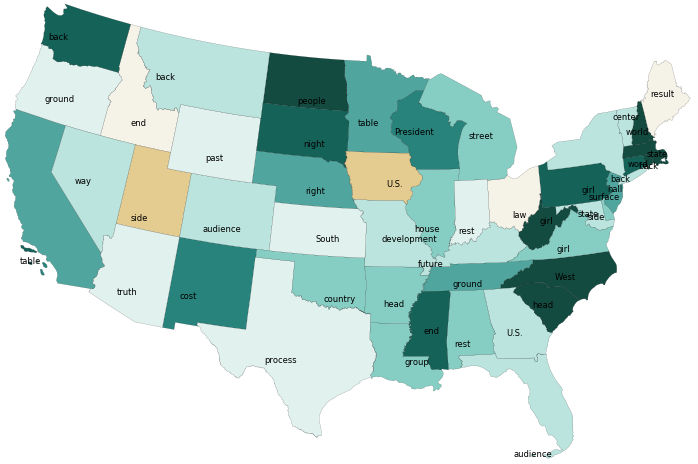 back
back
ground
end
people
table
President
street
result
center
world
night
past
state
word
back
way
right
U.S.
back
girl
ball
surface
side
audience
South
house
development
rest
law
girl
state
side
girl
table
truth
cost
future
ground
West
country
head
head
process
group
end
rest
U.S.
audience